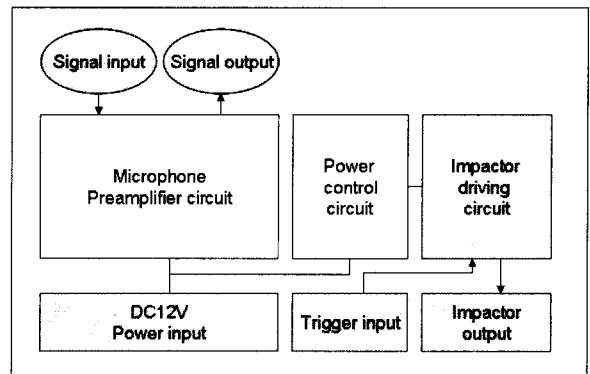 Signal input
Signal output
Microphone
Preamplifier circuit
Power
control
circuit
Impactor
driving
circuit
DC12V
Power input
Trigger input
Impactor
output